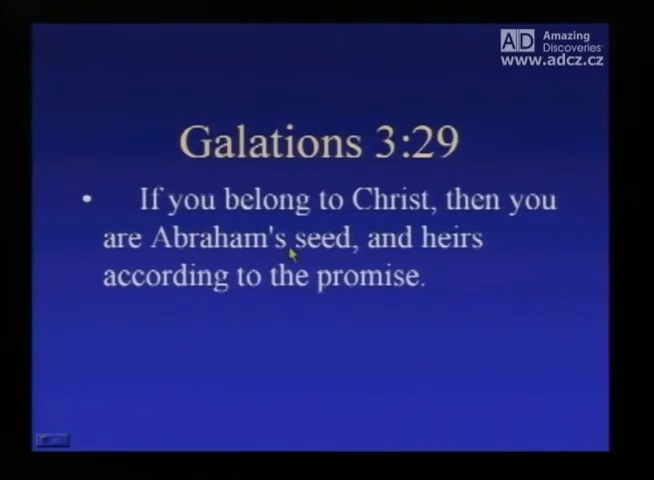 AD Amazing
Discoveries
www.adcz.cz
Galations 3:29
• If you belong to Christ, then you
are Abraham's seed, and heirs
according to the promise.